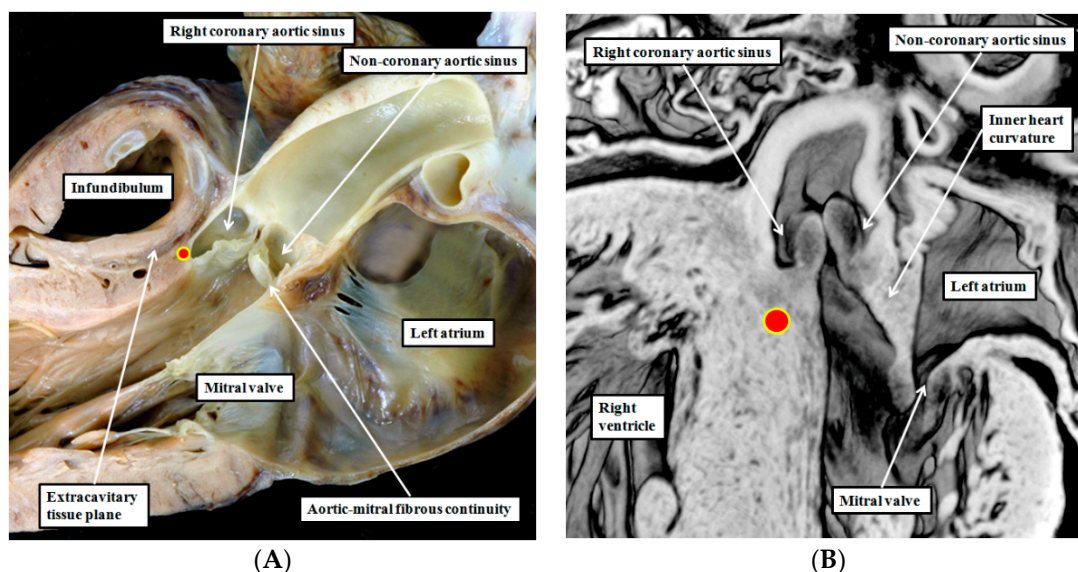 Right coronary aortic sinus
Non-coronary aortic sinus
Infundibulum
Left atrium
Mitral valve
Extracavitary
tissue plane
Aortic-mitral fibrous continuity
(A)
Right coronary aortic sinus
Non-coronary aortic sinus
Inner heart
curvature
Left atrium
Right
ventricle
Mitral valve
(B)